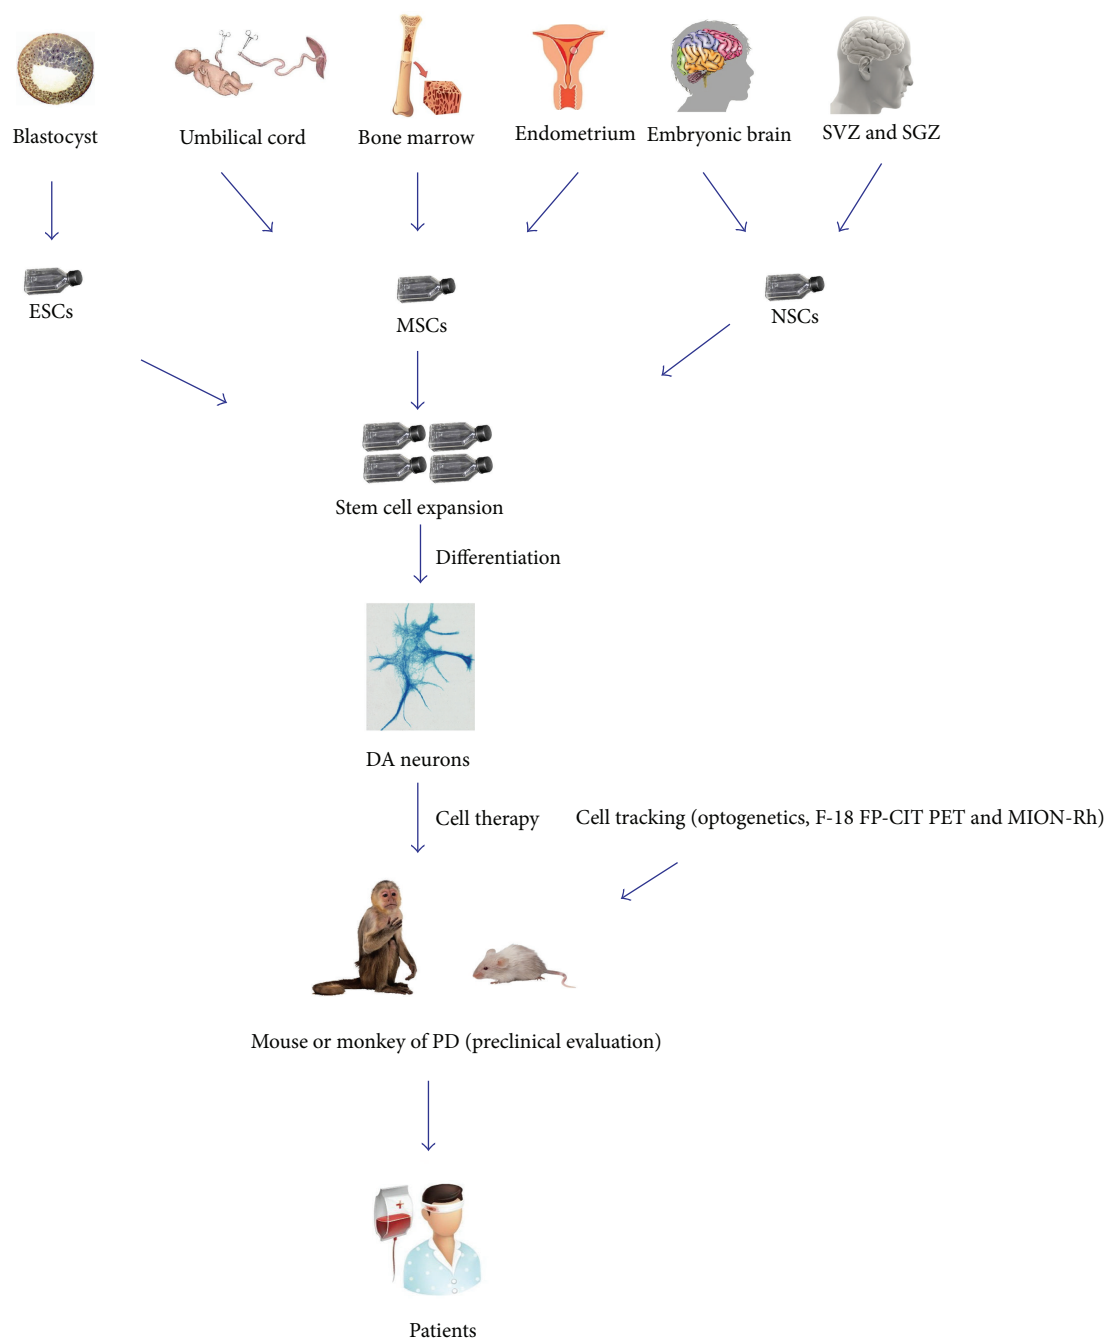 Blastocyst
Umbilical cord
Bone marrow
Endometrium
Embryonic brain
SVZ and SGZ
ESCs
MSCs
NSCs
Stem cell expansion
Differentiation
DA neurons
Cell therapy
Cell tracking (optogenetics, F-18 FP-CIT PET and MION-Rh)
Mouse or monkey of PD (preclinical evaluation)
Patients